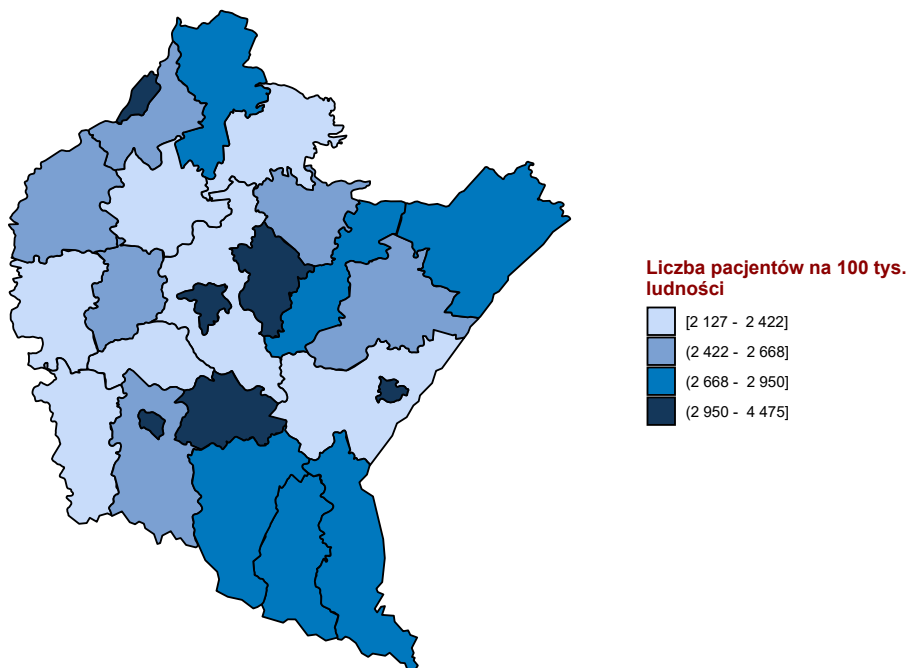 Liczba pacjentów na 100 tys.
ludności
[2 127 - 2 422]
(2 422 - 2 668]
(2 668 - 2 950]
(2 950 - 4 475]